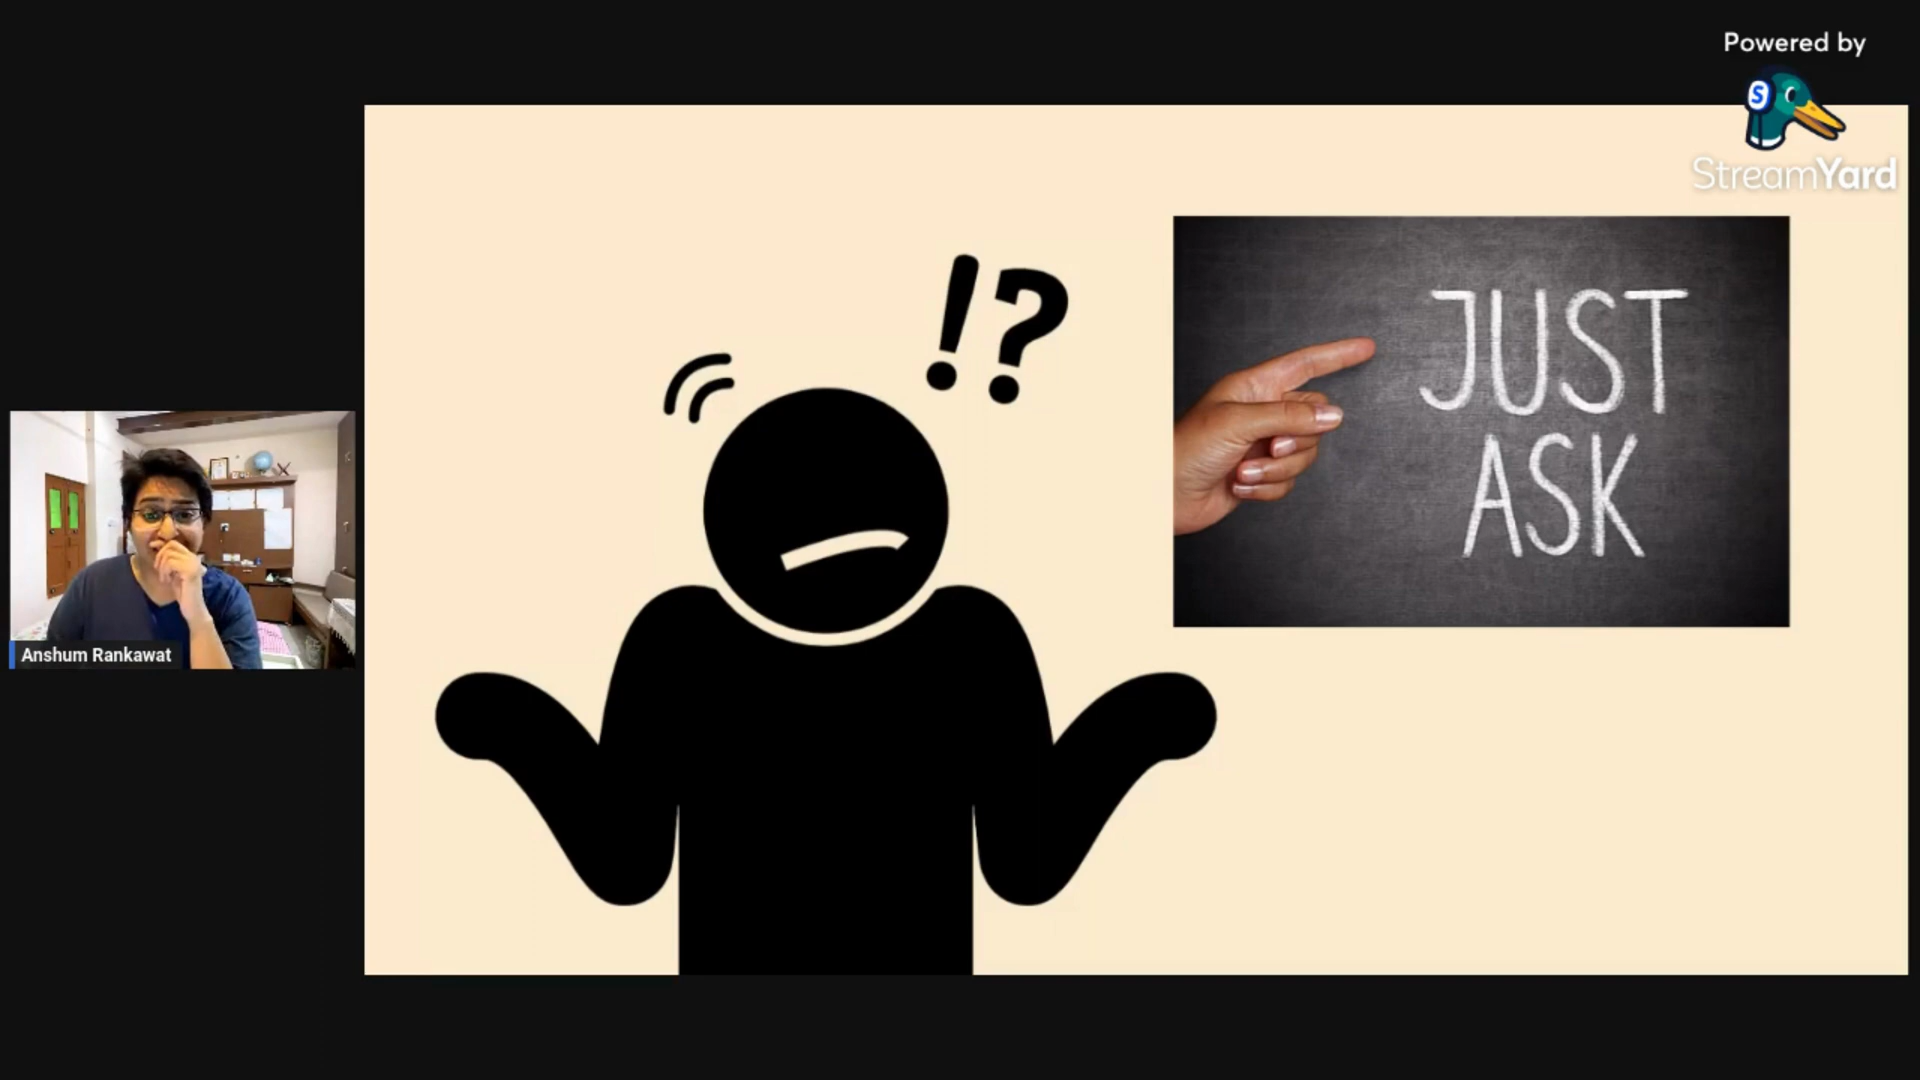 Powered by
S
StreamYard
!?
JUST
ASK
Anshum Rankawat